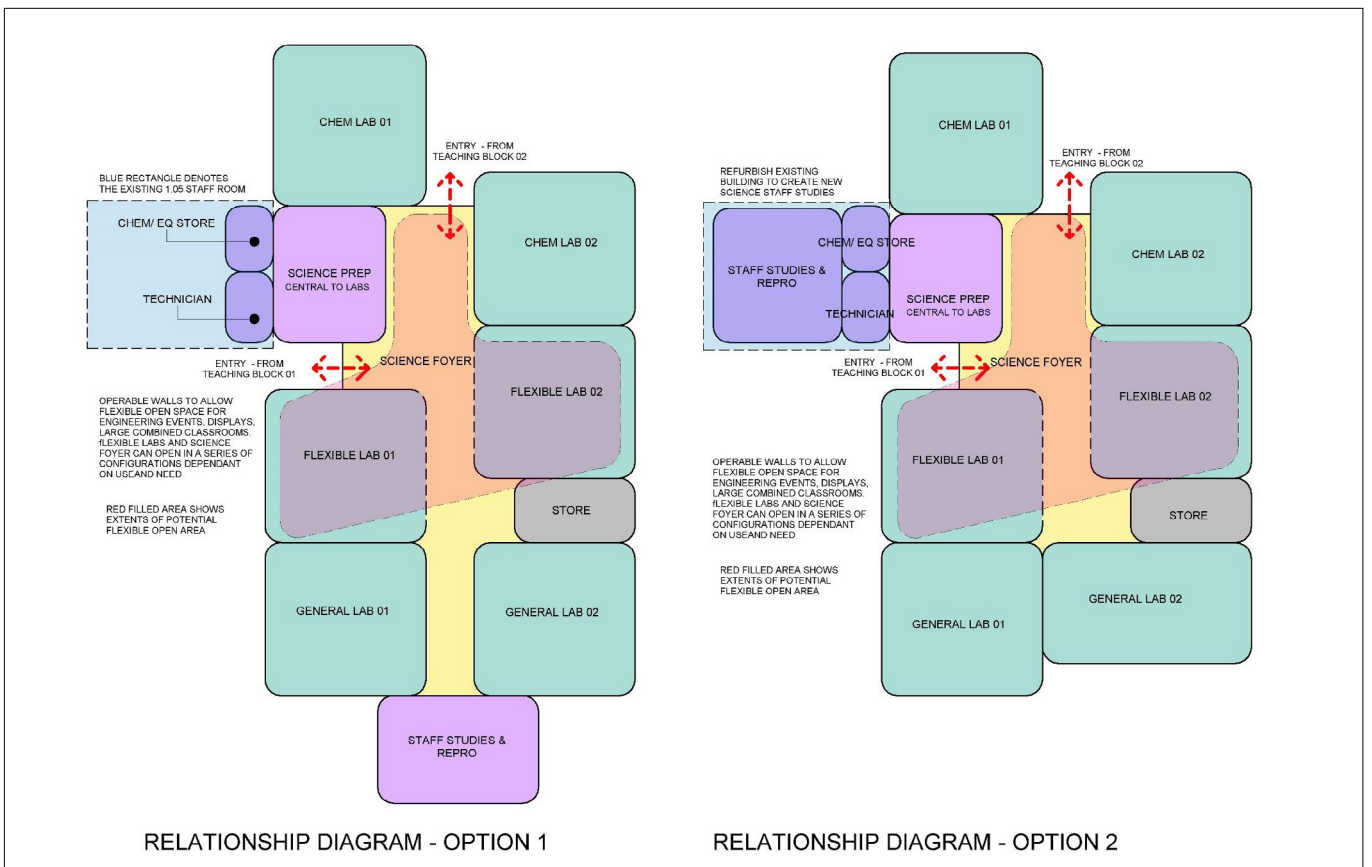 CHEM LAB 01
ENTRY - FROM
TEACHING BLOCK 02
BLUE RECTANGLE DENOTES
THE EXISTING 1.05 STAFF ROOM
CHEM/ EQ STORE
TECHNICIAN
SCIENCE PREP
CENTRAL TO LABS
CHEM LAB 02
ENTRY - FROM
TEACHING BLOCK 01
SCIENCE FOYER
FLEXIBLE LAB 02
OPERABLE WALLS TO ALLOW
FLEXIBLE OPEN SPACE FOR
ENGINEERING EVENTS, DISPLAYS,
LARGE COMBINED CLASSROOMS.
fLEXIBLE LABS AND SCIENCE
FOYER CAN OPEN IN A SERIES OF
CONFIGURATIONS DEPENDANT
ON USEAND NEED
FLEXIBLE LAB 01
RED FILLED AREA SHOWS
EXTENTS OF POTENTIAL
FLEXIBLE OPEN AREA
STORE
GENERAL LAB 01
GENERAL LAB 02
STAFF STUDIES &
REPRO
RELATIONSHIP DIAGRAM - OPTION 1
CHEM LAB 01
ENTRY - FROM
TEACHING BLOCK 02
REFURBISH EXISTING
BUILDING TO CREATE NEW
SCIENCE STAFF STUDIES
STAFF STUDIES &
REPRO
CHEM/ EQ STORE
TECHNICIAN
SCIENCE PREP
CENTRAL TO LABS
CHEM LAB 02
ENTRY - FROM
TEACHING BLOCK 01
SCIENCE FOYER
FLEXIBLE LAB 02
OPERABLE WALLS TO ALLOW
FLEXIBLE OPEN SPACE FOR
ENGINEERING EVENTS, DISPLAYS,
LARGE COMBINED CLASSROOMS.
fLEXIBLE LABS AND SCIENCE
FOYER CAN OPEN IN A SERIES OF
CONFIGURATIONS DEPENDANT
ON USEAND NEED
FLEXIBLE LAB 01
STORE
RED FILLED AREA SHOWS
EXTENTS OF POTENTIAL
FLEXIBLE OPEN AREA
GENERAL LAB 01
GENERAL LAB 02
RELATIONSHIP DIAGRAM - OPTION 2